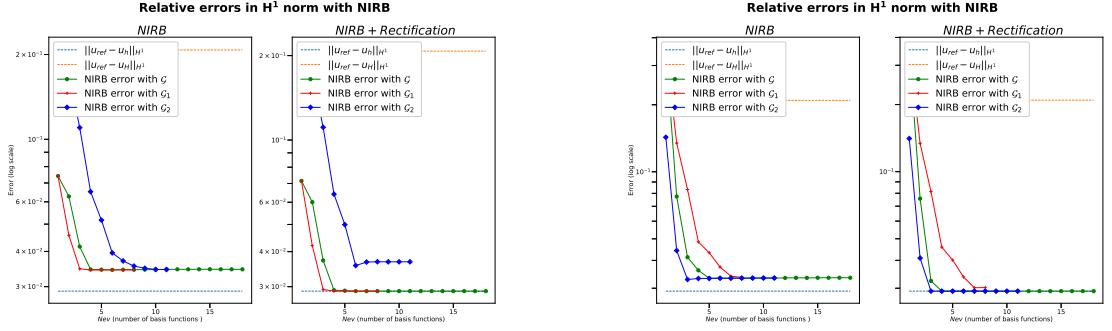 Relative errors in H¹ norm with NIRB
NIRB
NIRB + Rectification
||u_ref − u_h||_H¹
||u_ref − u_H||_H¹
NIRB error with 𝒢
NIRB error with 𝒢₁
NIRB error with 𝒢₂
||u_ref − u_h||_H¹
||u_ref − u_H||_H¹
NIRB error with 𝒢
NIRB error with 𝒢₁
NIRB error with 𝒢₂
2 × 10⁻¹
10⁻¹
6 × 10⁻²
4 × 10⁻²
3 × 10⁻²
Error (log scale)
2 × 10⁻¹
10⁻¹
6 × 10⁻²
4 × 10⁻²
3 × 10⁻²
5 10 15
5 10 15
Nev (number of basis functions )
Nev (number of basis functions)
Relative errors in H¹ norm with NIRB
NIRB
NIRB + Rectification
||u_ref − u_h||_H¹
||u_ref − u_H||_H¹
NIRB error with 𝒢
NIRB error with 𝒢₁
NIRB error with 𝒢₂
||u_ref − u_h||_H¹
||u_ref − u_H||_H¹
NIRB error with 𝒢
NIRB error with 𝒢₁
NIRB error with 𝒢₂
10⁻¹
Error (log scale)
10⁻¹
5 10 15
5 10 15
Nev (number of basis functions )
Nev (number of basis functions)